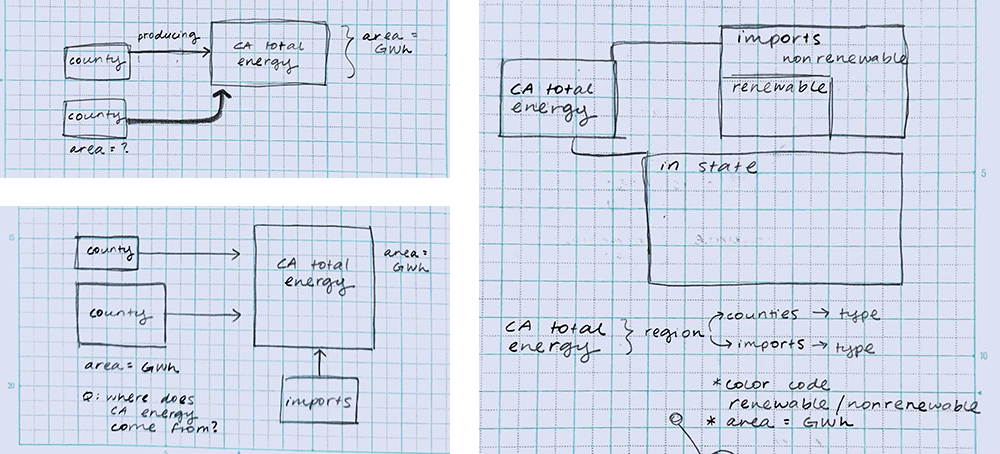 producing
county
CA total
energy
area =
GWh
county
area = ?
county
county
CA total
energy
area =
GWh
area = GWh
Q: where does
CA energy
come from?
imports
15
20
CA total
energy
imports
nonrenewable
renewable
in state
CA total
energy
region
counties → type
imports → type
* color code
renewable/nonrenewable
* area = GWh
5
10